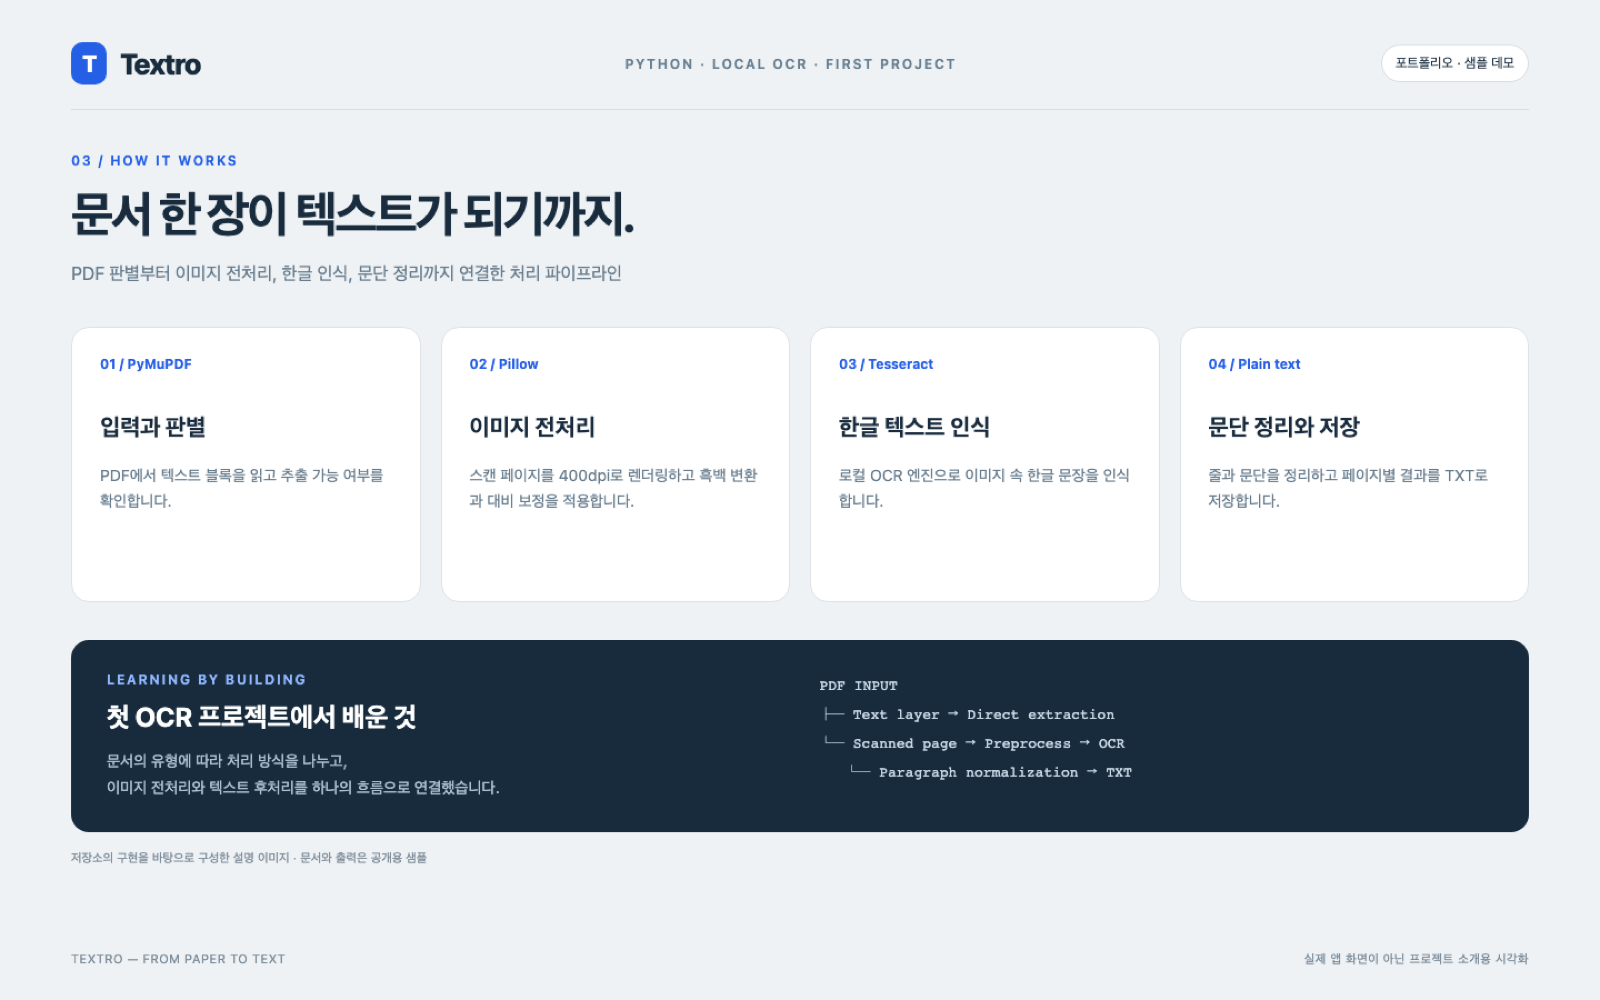 T Textro
PYTHON · LOCAL OCR · FIRST PROJECT
포트폴리오 · 샘플 데모
03 / HOW IT WORKS
문서 한 장이 텍스트가 되기까지.
PDF 판별부터 이미지 전처리, 한글 인식, 문단 정리까지 연결한 처리 파이프라인
01 / PyMuPDF
입력과 판별
PDF에서 텍스트 블록을 읽고 추출 가능 여부를
확인합니다.
02 / Pillow
이미지 전처리
스캔 페이지를 400dpi로 렌더링하고 흑백 변환
과 대비 보정을 적용합니다.
03 / Tesseract
한글 텍스트 인식
로컬 OCR 엔진으로 이미지 속 한글 문장을 인식
합니다.
04 / Plain text
문단 정리와 저장
줄과 문단을 정리하고 페이지별 결과를 TXT로
저장합니다.
LEARNING BY BUILDING
첫 OCR 프로젝트에서 배운 것
문서의 유형에 따라 처리 방식을 나누고,
이미지 전처리와 텍스트 후처리를 하나의 흐름으로 연결했습니다.
PDF INPUT
├─ Text layer → Direct extraction
└─ Scanned page → Preprocess → OCR
└─ Paragraph normalization → TXT
저장소의 구현을 바탕으로 구성한 설명 이미지 · 문서와 출력은 공개용 샘플
TEXTRO — FROM PAPER TO TEXT
실제 앱 화면이 아닌 프로젝트 소개용 시각화